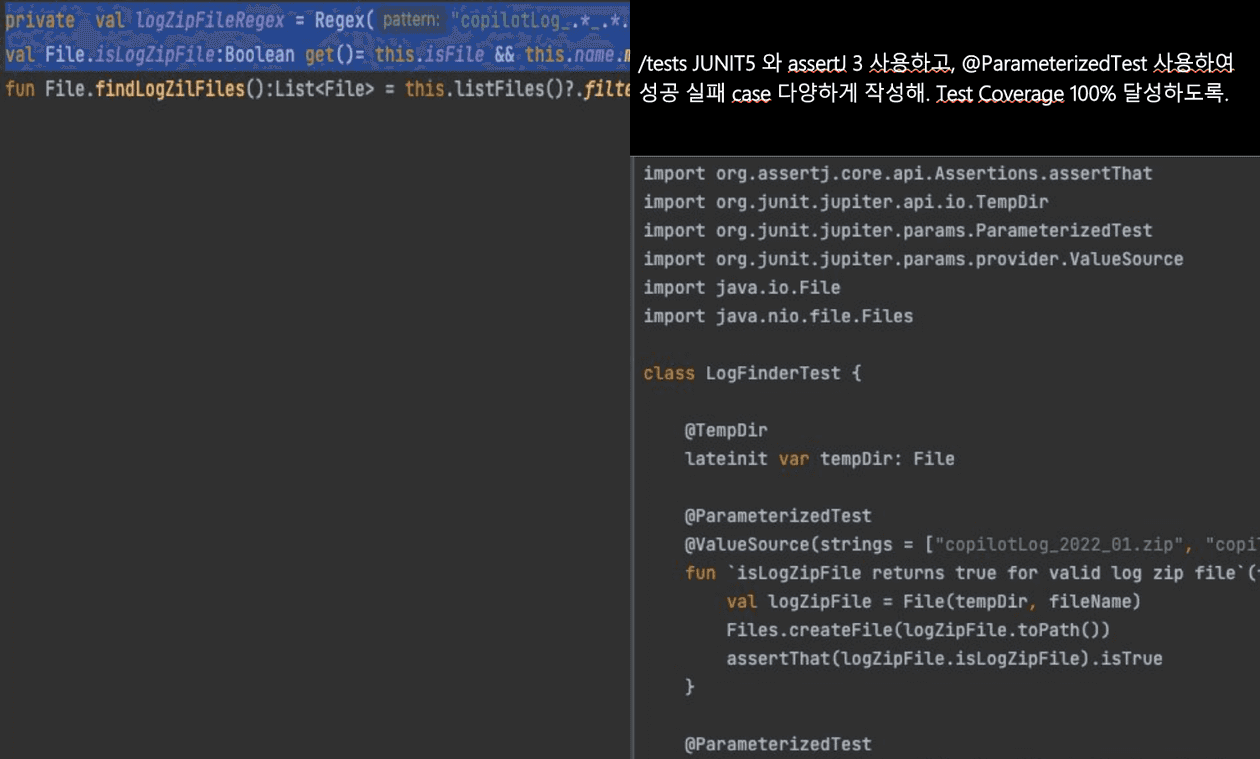 private val logZipFileRegex = Regex( pattern: "copilotLog_.*_.*.
val File.isLogZipFile:Boolean get()= this.isFile && this.name.m
fun File.findLogZilFiles():List<File> = this.listFiles()?.filte
/tests JUNIT5 와 assertJ 3 사용하고, @ParameterizedTest 사용하여
성공 실패 case 다양하게 작성해. Test Coverage 100% 달성하도록.
import org.assertj.core.api.Assertions.assertThat
import org.junit.jupiter.api.io.TempDir
import org.junit.jupiter.params.ParameterizedTest
import org.junit.jupiter.params.provider.ValueSource
import java.io.File
import java.nio.file.Files
class LogFinderTest {
@TempDir
lateinit var tempDir: File
@ParameterizedTest
@ValueSource(strings = ["copilotLog_2022_01.zip", "copil
fun `isLogZipFile returns true for valid log zip file`(
val logZipFile = File(tempDir, fileName)
Files.createFile(logZipFile.toPath())
assertThat(logZipFile.isLogZipFile).isTrue
}
@ParameterizedTest